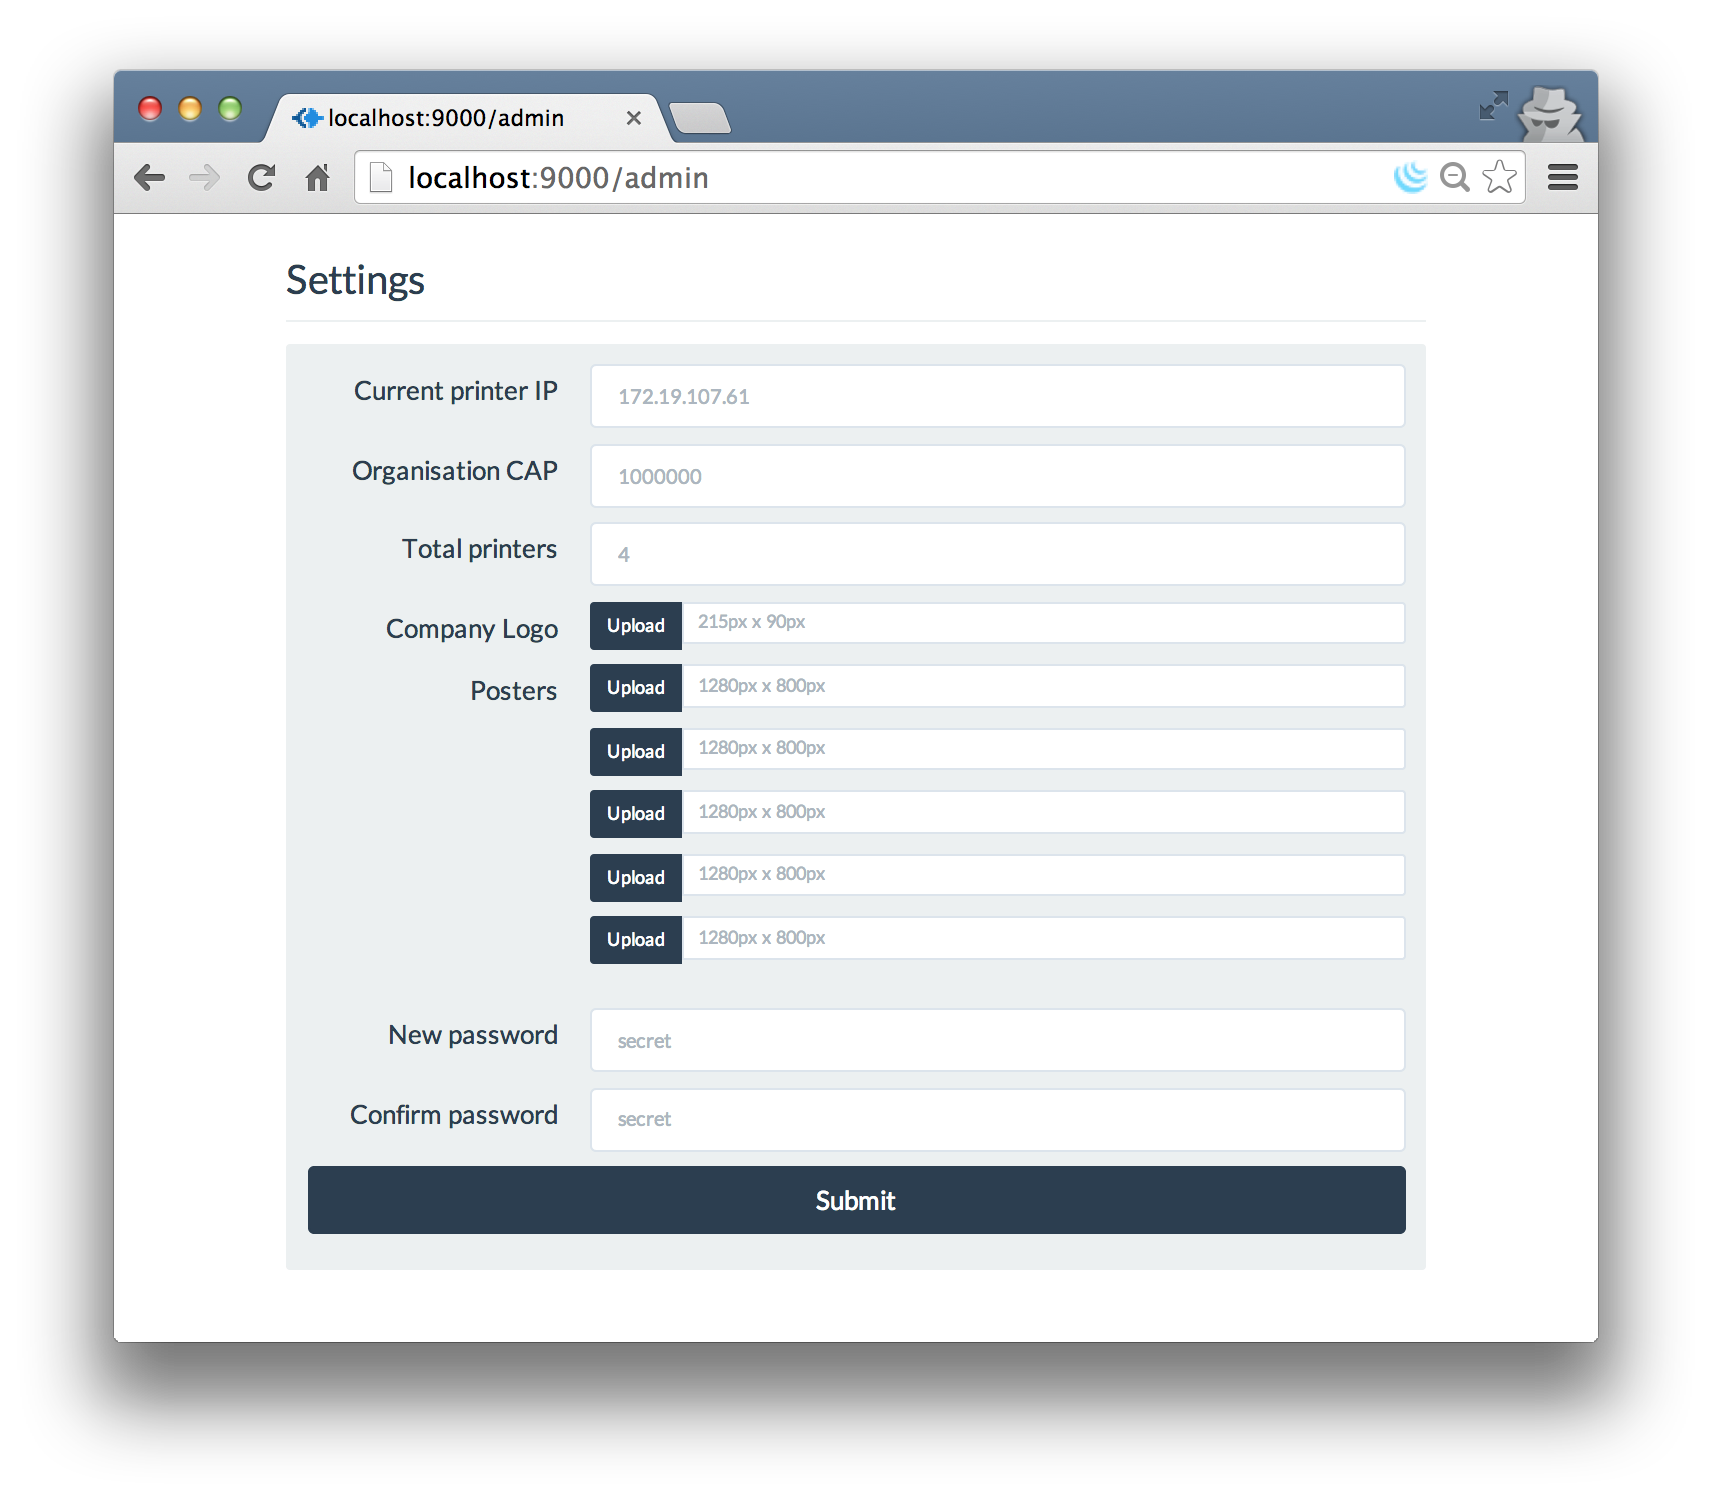 localhost:9000/admin
localhost:9000/admin
Settings
Current printer IP 172.19.107.61
Organisation CAP 1000000
Total printers 4
Company Logo Upload 215px x 90px
Posters Upload 1280px x 800px
Upload 1280px x 800px
Upload 1280px x 800px
Upload 1280px x 800px
Upload 1280px x 800px
New password secret
Confirm password secret
Submit